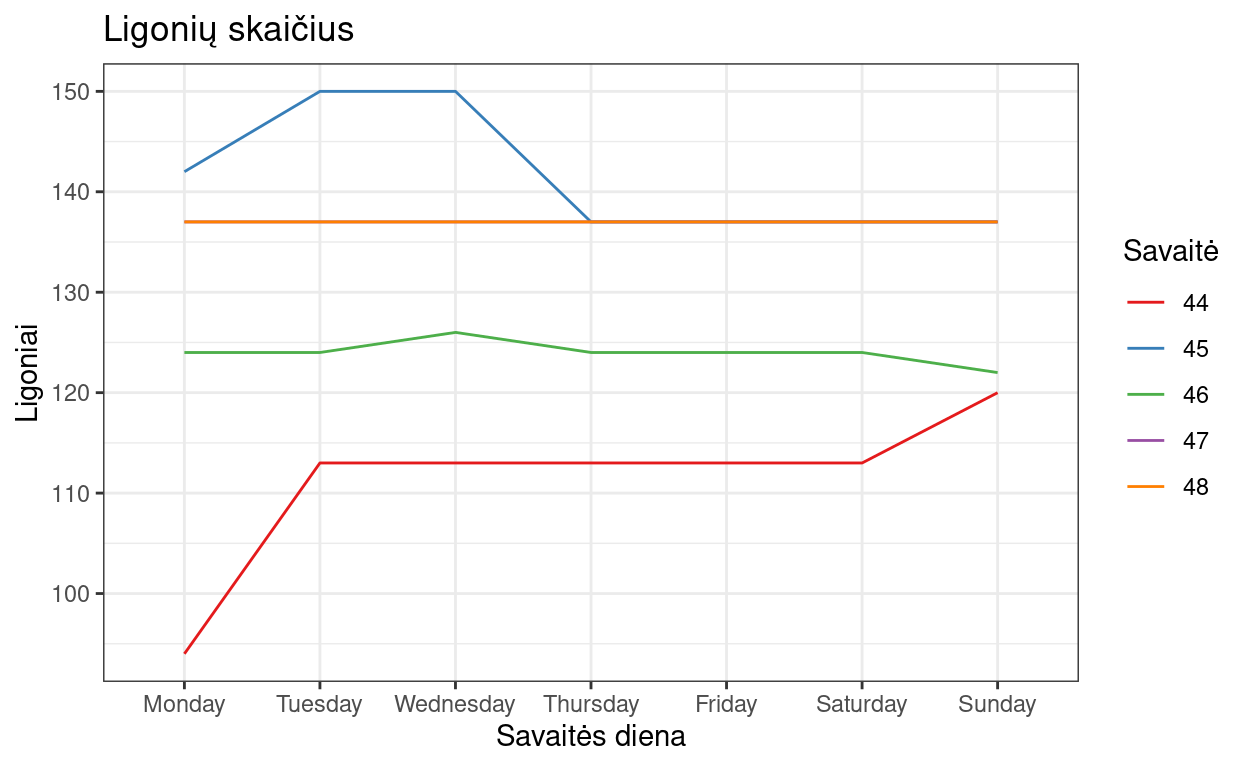 Ligonių skaičius
150
140
130
120
110
100
Ligoniai
Monday Tuesday Wednesday Thursday Friday Saturday Sunday
Savaitės diena
Savaitė
44
45
46
47
48